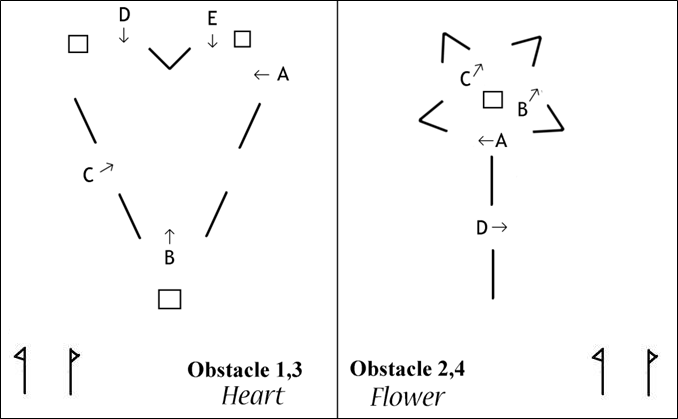 D
E
← A
C
B
Obstacle 1,3
Heart
C
B
←A
D→
Obstacle 2,4
Flower